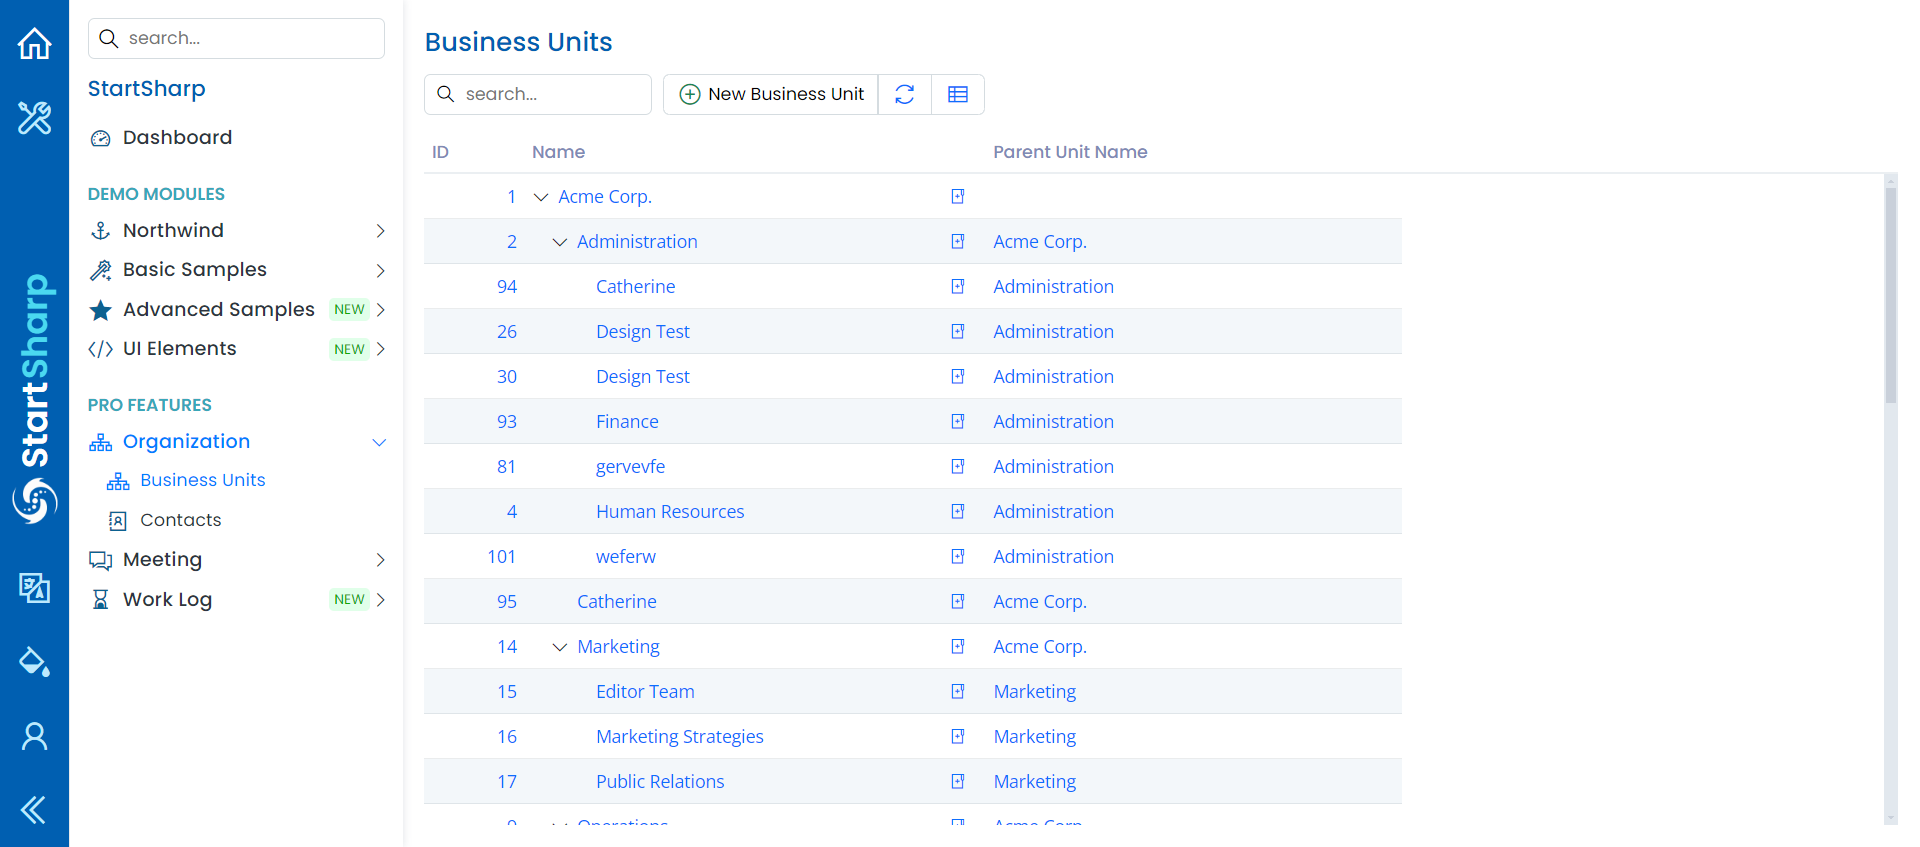 search...
StartSharp
Dashboard
DEMO MODULES
Northwind
Basic Samples
Advanced Samples NEW
UI Elements NEW
PRO FEATURES
Organization
Business Units
Contacts
Meeting
Work Log NEW
StartSharp
Business Units
search...
New Business Unit
ID Name Parent Unit Name
1 Acme Corp.
2 Administration Acme Corp.
94 Catherine Administration
26 Design Test Administration
30 Design Test Administration
93 Finance Administration
81 gervevfe Administration
4 Human Resources Administration
101 weferw Administration
95 Catherine Acme Corp.
14 Marketing Acme Corp.
15 Editor Team Marketing
16 Marketing Strategies Marketing
17 Public Relations Marketing
Operations Acme Corp.